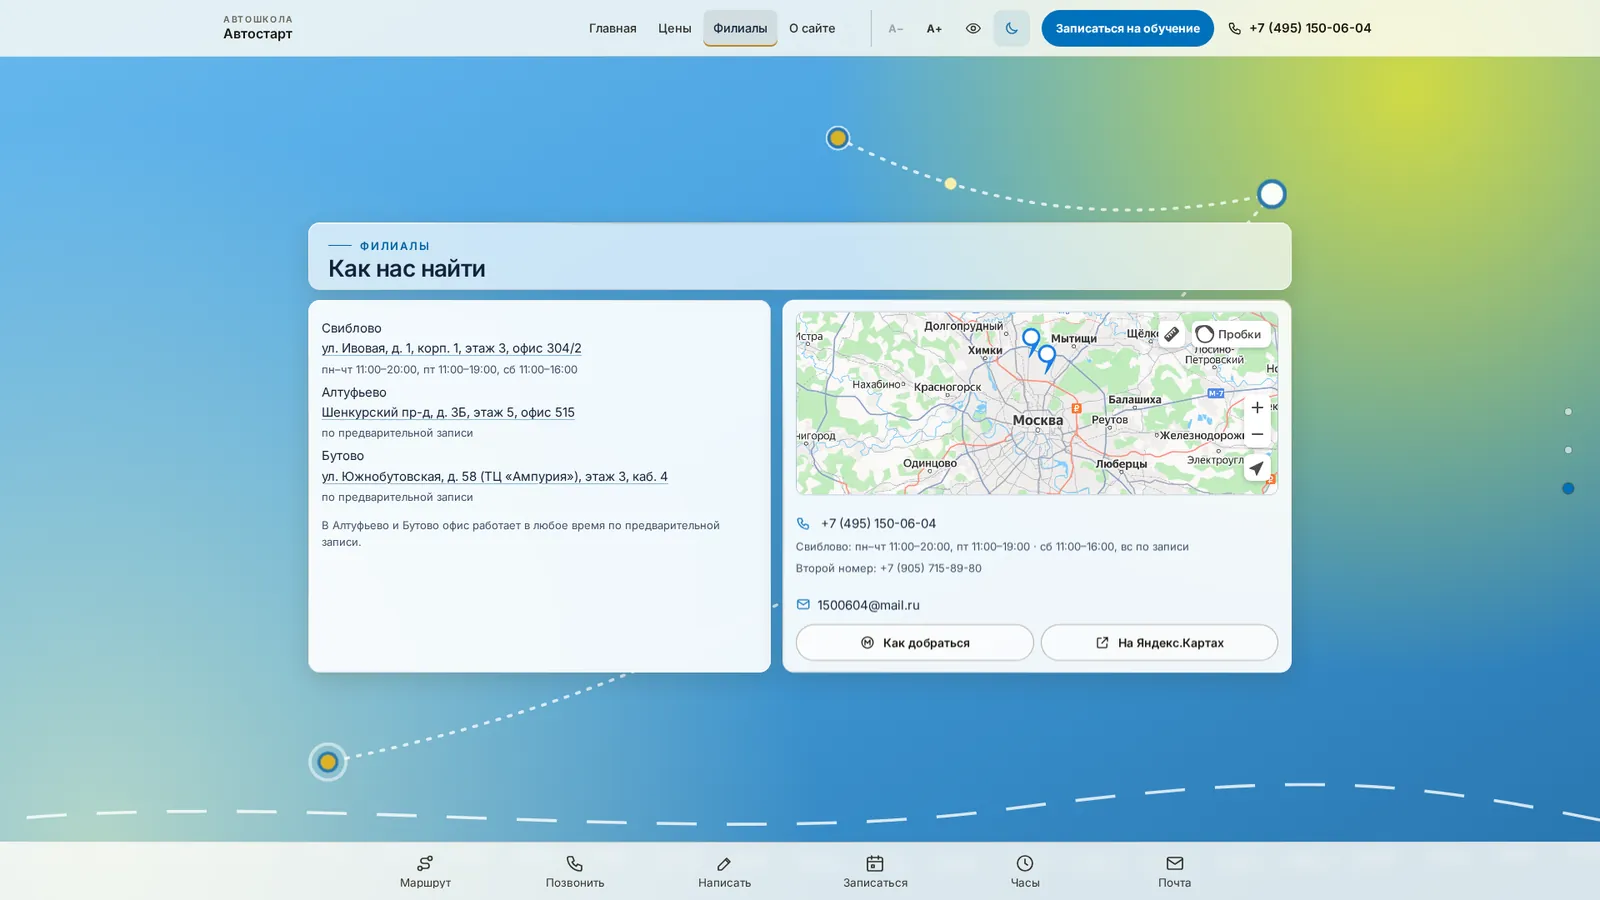 АВТОШКОЛА
Автостарт
Главная
Цены
Филиалы
О сайте
A−
A+
Записаться на обучение
+7 (495) 150-06-04
ФИЛИАЛЫ
Как нас найти
Свиблово
ул. Ивовая, д. 1, корп. 1, этаж 3, офис 304/2
пн–чт 11:00–20:00, пт 11:00–19:00, сб 11:00–16:00
Алтуфьево
Шенкурский пр-д, д. 3Б, этаж 5, офис 515
по предварительной записи
Бутово
ул. Южнобутовская, д. 58 (ТЦ «Ампурия»), этаж 3, каб. 4
по предварительной записи
В Алтуфьево и Бутово офис работает в любое время по предварительной
записи.
Долгопрудный
Истра
Мытищи
Щёлко
Пробки
Химки
Лосино-
Петровский
Нахабино
Красногорск
М-7
Балашиха
Москва
Реутов
нигород
Железнодорожн
Одинцово
Люберцы
Электроугл
+7 (495) 150-06-04
Свиблово: пн–чт 11:00–20:00, пт 11:00–19:00 · сб 11:00–16:00, вс по записи
Второй номер: +7 (905) 715-89-80
1500604@mail.ru
Как добраться
На Яндекс.Картах
Маршрут
Позвонить
Написать
Записаться
Часы
Почта